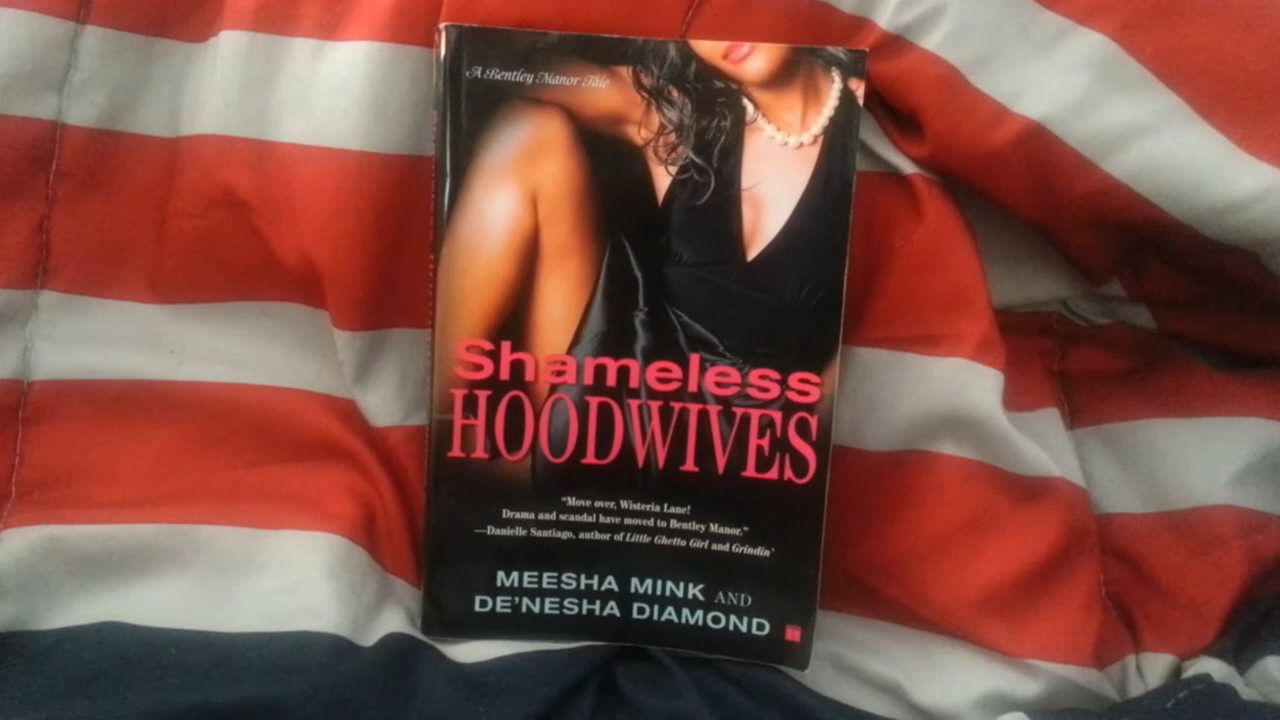 A Bentley Manor Tale
Shameless
HOODWIVES
“Move over, Wisteria Lane!
Drama and scandal have moved to Bentley Manor.”
—Danielle Santiago, author of Little Ghetto Girl and Grindin’
MEESHA MINK AND
DE’NESHA DIAMOND